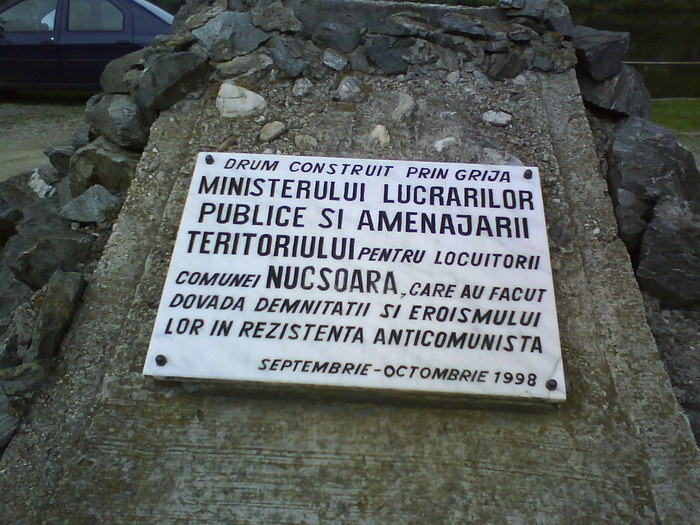 DRUM CONSTRUIT PRIN GRIJA
MINISTERULUI LUCRARILOR
PUBLICE SI AMENAJARII
TERITORIULUI PENTRU LOCUITORII
COMUNEI NUCSOARA, CARE AU FACUT
DOVADA DEMNITATII SI EROISMULUI
LOR IN REZISTENTA ANTICOMUNISTA
SEPTEMBRIE-OCTOMBRIE 1998